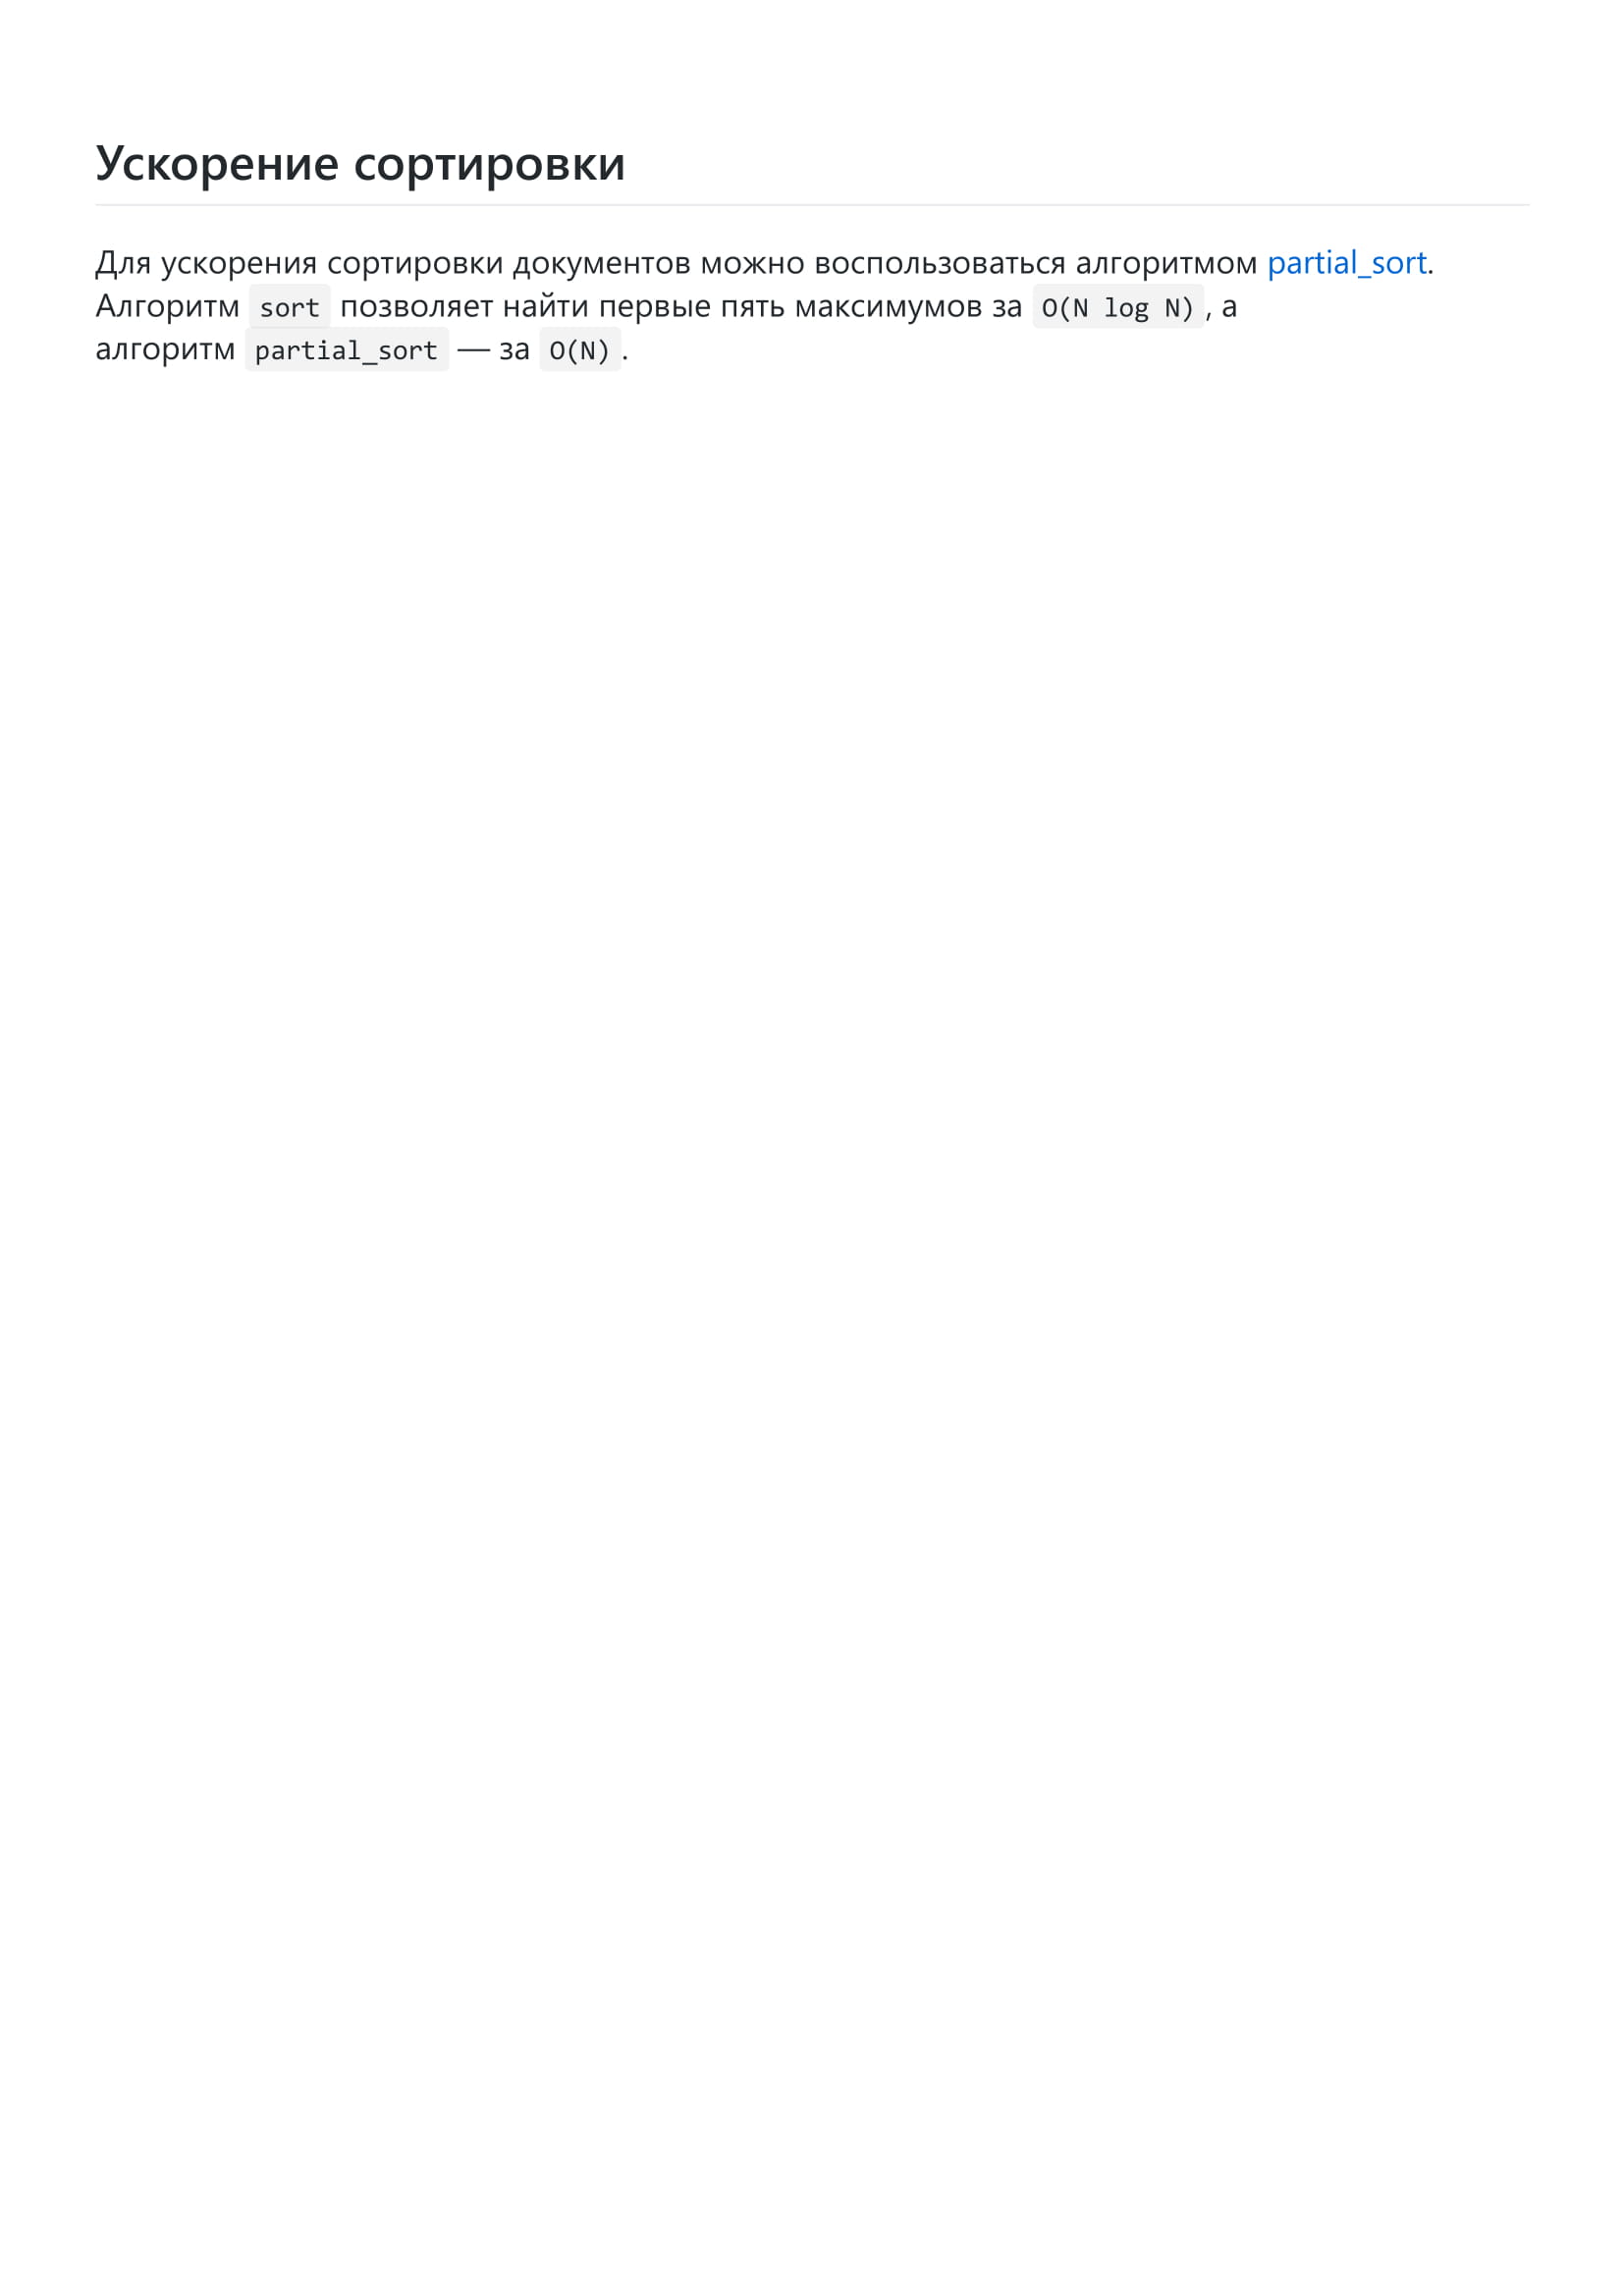 Ускорение сортировки
Для ускорения сортировки документов можно воспользоваться алгоритмом partial_sort.
Алгоритм sort позволяет найти первые пять максимумов за O(N log N), а
алгоритм partial_sort — за O(N).